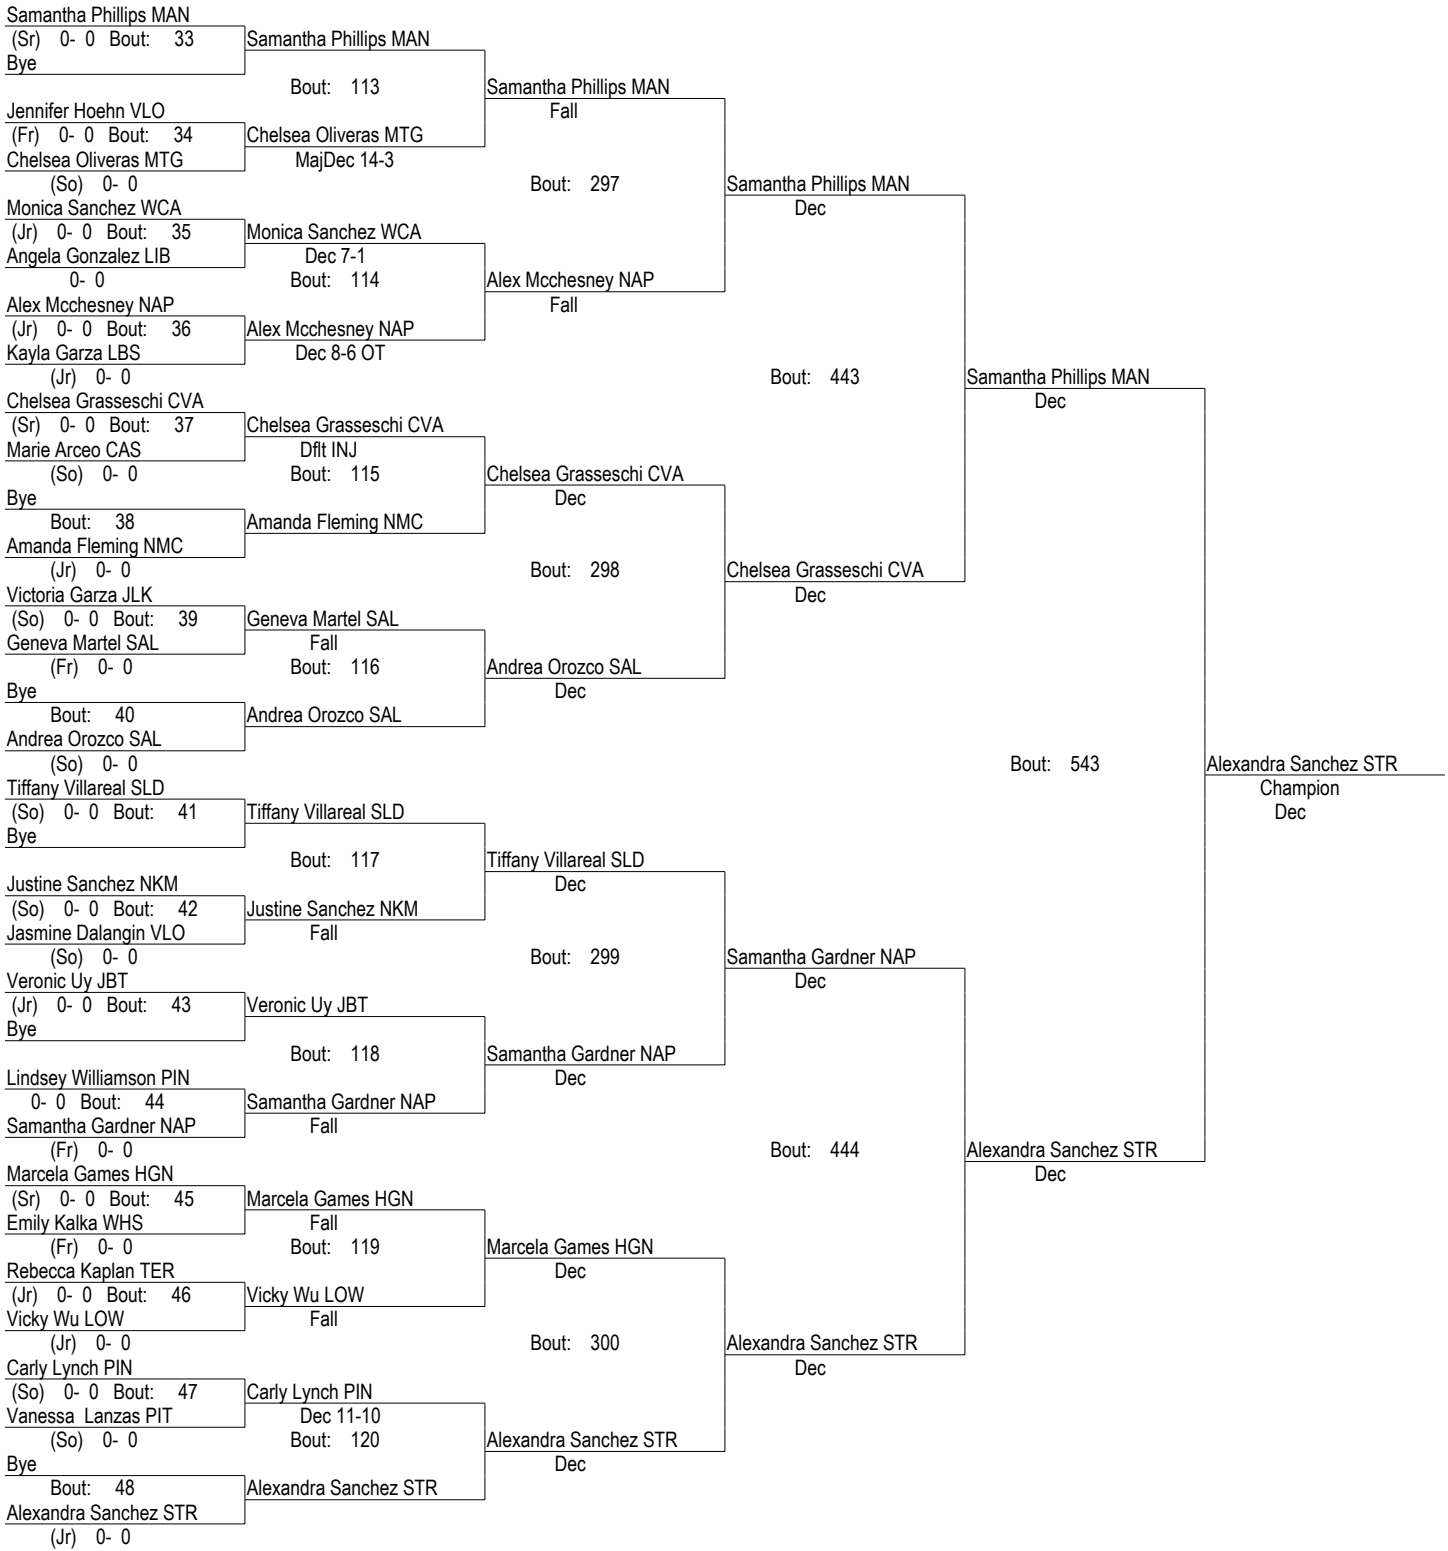 Samantha Phillips MAN
(Sr) 0- 0 Bout: 33 Samantha Phillips MAN
Bye
Bout: 113 Samantha Phillips MAN
Jennifer Hoehn VLO Fall
(Fr) 0- 0 Bout: 34 Chelsea Oliveras MTG
Chelsea Oliveras MTG MajDec 14-3
(So) 0- 0 Bout: 297 Samantha Phillips MAN
Monica Sanchez WCA Dec
(Jr) 0- 0 Bout: 35 Monica Sanchez WCA
Angela Gonzalez LIB Dec 7-1
0- 0 Bout: 114 Alex Mcchesney NAP
Alex Mcchesney NAP Fall
(Jr) 0- 0 Bout: 36 Alex Mcchesney NAP
Kayla Garza LBS Dec 8-6 OT
(Jr) 0- 0 Bout: 443 Samantha Phillips MAN
Chelsea Grasseschi CVA Dec
(Sr) 0- 0 Bout: 37 Chelsea Grasseschi CVA
Marie Arceo CAS Dflt INJ
(So) 0- 0 Bout: 115 Chelsea Grasseschi CVA
Bye Dec
Bout: 38 Amanda Fleming NMC
Amanda Fleming NMC
(Jr) 0- 0 Bout: 298 Chelsea Grasseschi CVA
Victoria Garza JLK Dec
(So) 0- 0 Bout: 39 Geneva Martel SAL
Geneva Martel SAL Fall
(Fr) 0- 0 Bout: 116 Andrea Orozco SAL
Bye Dec
Bout: 40 Andrea Orozco SAL
Andrea Orozco SAL
(So) 0- 0 Bout: 543 Alexandra Sanchez STR
Tiffany Villareal SLD Champion
(So) 0- 0 Bout: 41 Tiffany Villareal SLD Dec
Bye
Bout: 117 Tiffany Villareal SLD
Justine Sanchez NKM Dec
(So) 0- 0 Bout: 42 Justine Sanchez NKM
Jasmine Dalangin VLO Fall
(So) 0- 0 Bout: 299 Samantha Gardner NAP
Veronic Uy JBT Dec
(Jr) 0- 0 Bout: 43 Veronic Uy JBT
Bye
Bout: 118 Samantha Gardner NAP
Lindsey Williamson PIN Dec
0- 0 Bout: 44 Samantha Gardner NAP
Samantha Gardner NAP Fall
(Fr) 0- 0 Bout: 444 Alexandra Sanchez STR
Marcela Games HGN Dec
(Sr) 0- 0 Bout: 45 Marcela Games HGN
Emily Kalka WHS Fall
(Fr) 0- 0 Bout: 119 Marcela Games HGN
Rebecca Kaplan TER Dec
(Jr) 0- 0 Bout: 46 Vicky Wu LOW
Vicky Wu LOW Fall
(Jr) 0- 0 Bout: 300 Alexandra Sanchez STR
Carly Lynch PIN Dec
(So) 0- 0 Bout: 47 Carly Lynch PIN
Vanessa Lanzas PIT Dec 11-10
(So) 0- 0 Bout: 120 Alexandra Sanchez STR
Bye Dec
Bout: 48 Alexandra Sanchez STR
Alexandra Sanchez STR
(Jr) 0- 0